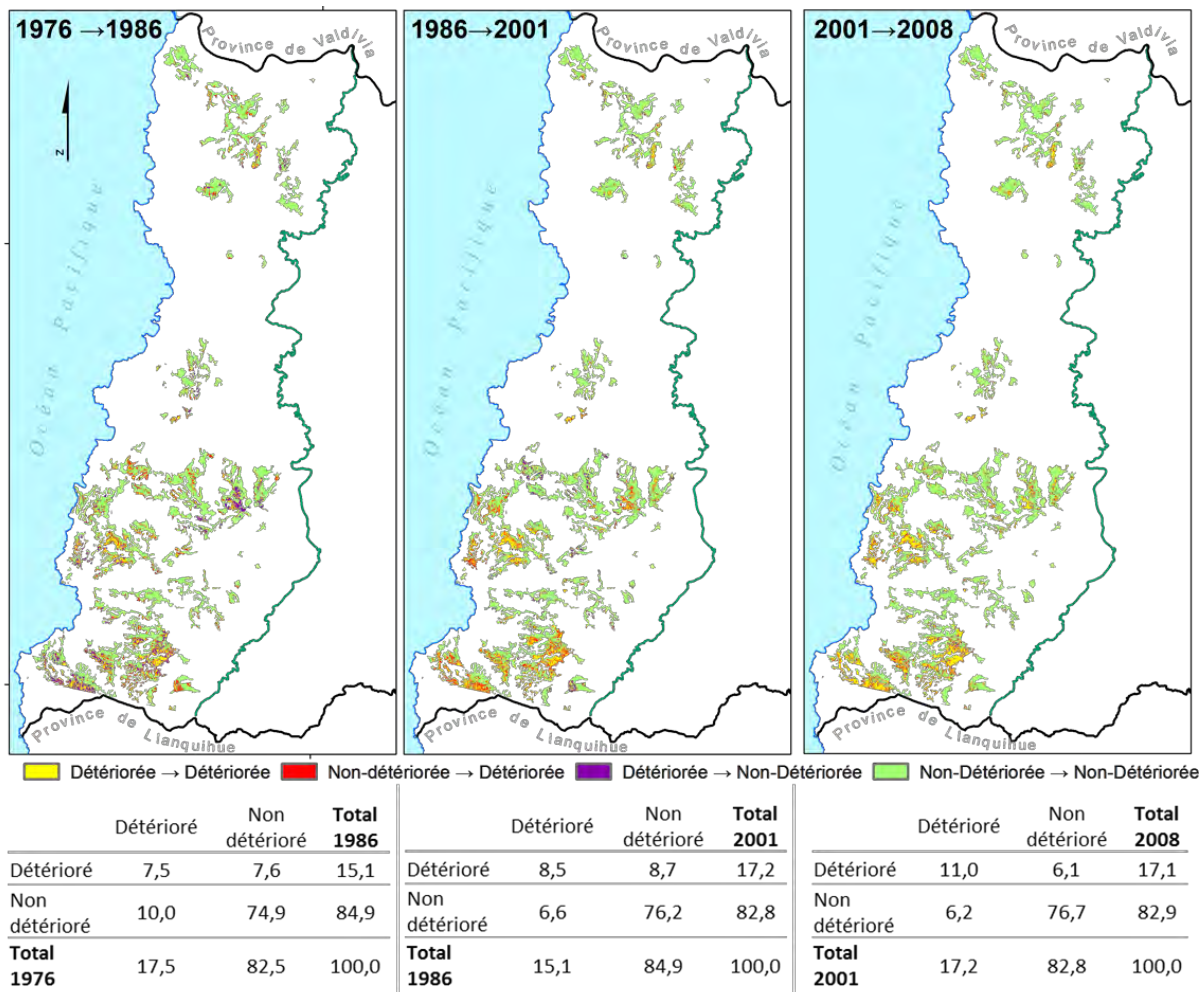 1976 → 1986
Province de Valdivia
N
Océan Pacifique
Province de Llanquihue
1986→2001
Province de Valdivia
Océan Pacifique
Province de Llanquihue
2001→2008
Province de Valdivia
Océan Pacifique
Province de Llanquihue
Détériorée → Détériorée Non-détériorée → Détériorée Détériorée → Non-Détériorée Non-Détériorée → Non-Détériorée
Détérioré Non détérioré Total 1986
Détérioré 7,5 7,6 15,1
Non détérioré 10,0 74,9 84,9
Total 1976 17,5 82,5 100,0
Détérioré Non détérioré Total 2001
Détérioré 8,5 8,7 17,2
Non détérioré 6,6 76,2 82,8
Total 1986 15,1 84,9 100,0
Détérioré Non détérioré Total 2008
Détérioré 11,0 6,1 17,1
Non détérioré 6,2 76,7 82,9
Total 2001 17,2 82,8 100,0